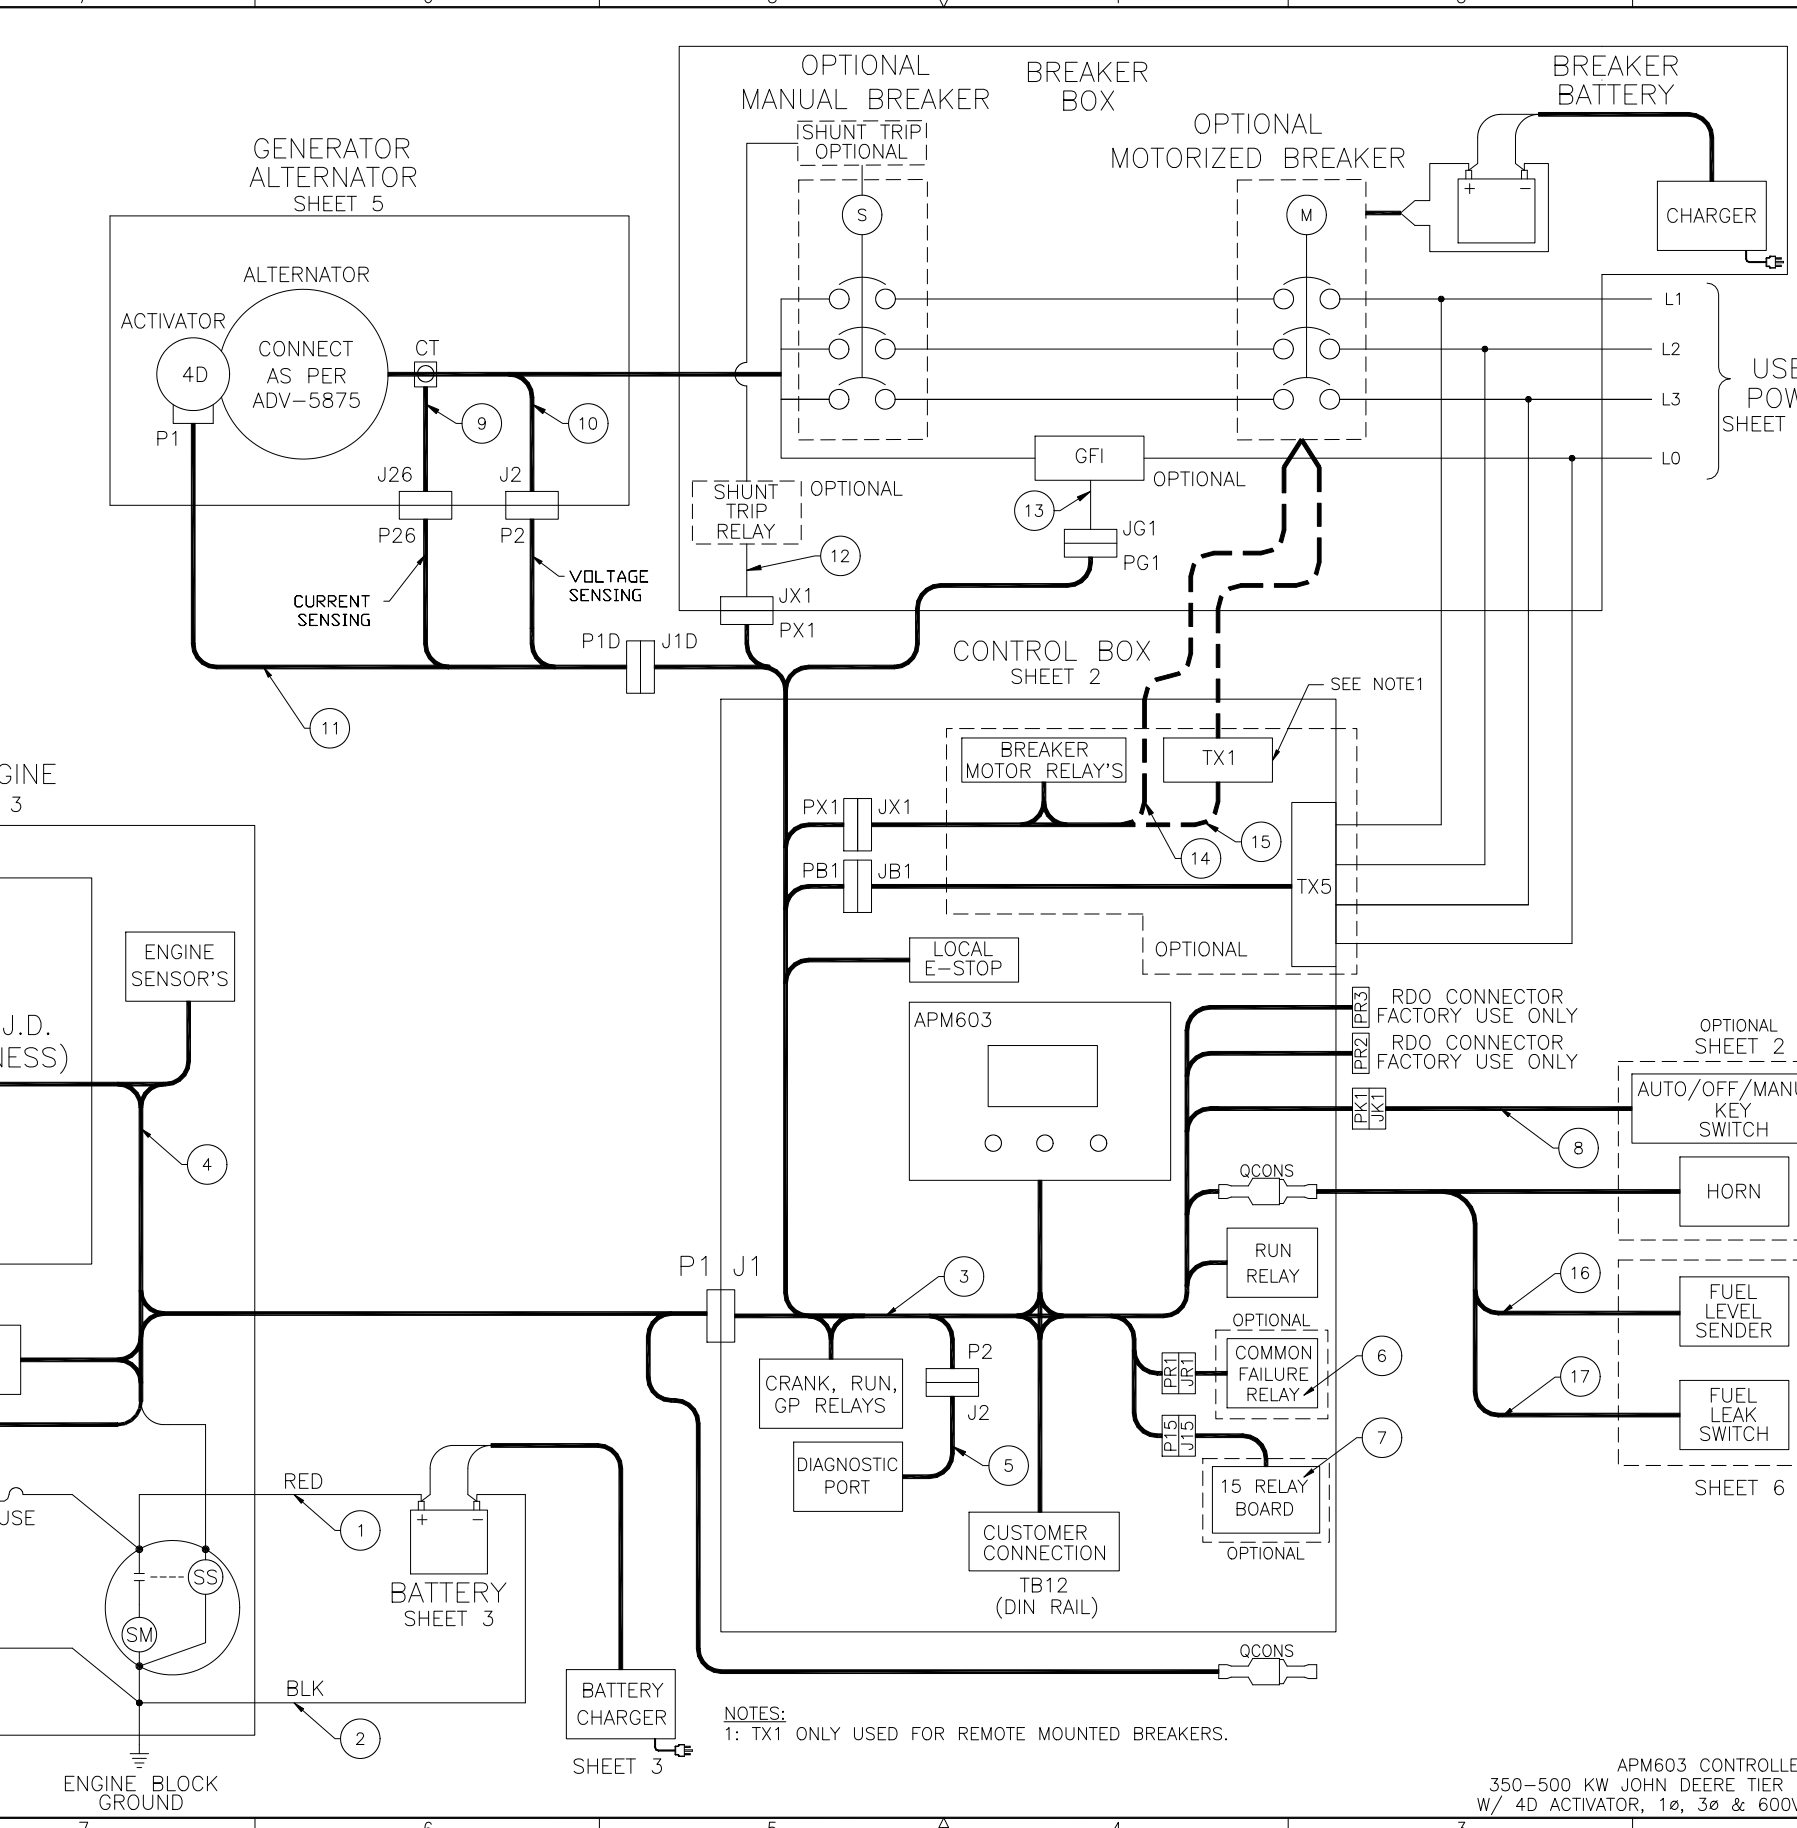 OPTIONAL
MANUAL BREAKER
BREAKER
BOX
BREAKER
BATTERY
SHUNT TRIP
OPTIONAL
OPTIONAL
MOTORIZED BREAKER
GENERATOR
ALTERNATOR
SHEET 5
+ −
S
M
CHARGER
ALTERNATOR
ACTIVATOR
4D
CONNECT
AS PER
ADV-5875
CT
P1
9
10
L1
L2
L3
L0
SHEET
J26
J2
P26
P2
GFI
OPTIONAL
SHUNT
TRIP
RELAY
OPTIONAL
13
JG1
PG1
12
CURRENT
SENSING
VOLTAGE
SENSING
JX1
PX1
P1D
J1D
CONTROL BOX
SHEET 2
SEE NOTE1
11
BREAKER
MOTOR RELAY'S
TX1
3
PX1
JX1
14
15
PB1
JB1
TX5
LOCAL
E-STOP
OPTIONAL
ENGINE
SENSOR'S
J.D.
APM603
PR3
RDO CONNECTOR
FACTORY USE ONLY
PR2
RDO CONNECTOR
FACTORY USE ONLY
OPTIONAL
SHEET 2
PK1
JK1
8
AUTO/OFF/MANU
KEY
SWITCH
4
QCONS
HORN
P1
J1
3
RUN
RELAY
16
FUEL
LEVEL
SENDER
OPTIONAL
COMMON
FAILURE
RELAY
PR1
JR1
6
P2
J2
CRANK, RUN,
GP RELAYS
17
FUEL
LEAK
SWITCH
P15
J15
7
DIAGNOSTIC
PORT
5
15 RELAY
BOARD
OPTIONAL
SHEET 6
RED
1
+ −
BATTERY
SHEET 3
SS
SM
CUSTOMER
CONNECTION
TB12
(DIN RAIL)
QCONS
BLK
2
BATTERY
CHARGER
SHEET 3
NOTES:
1: TX1 ONLY USED FOR REMOTE MOUNTED BREAKERS.
ENGINE BLOCK
GROUND
APM603 CONTROLLE
350-500 KW JOHN DEERE TIER
W/ 4D ACTIVATOR, 1ø, 3ø & 600V